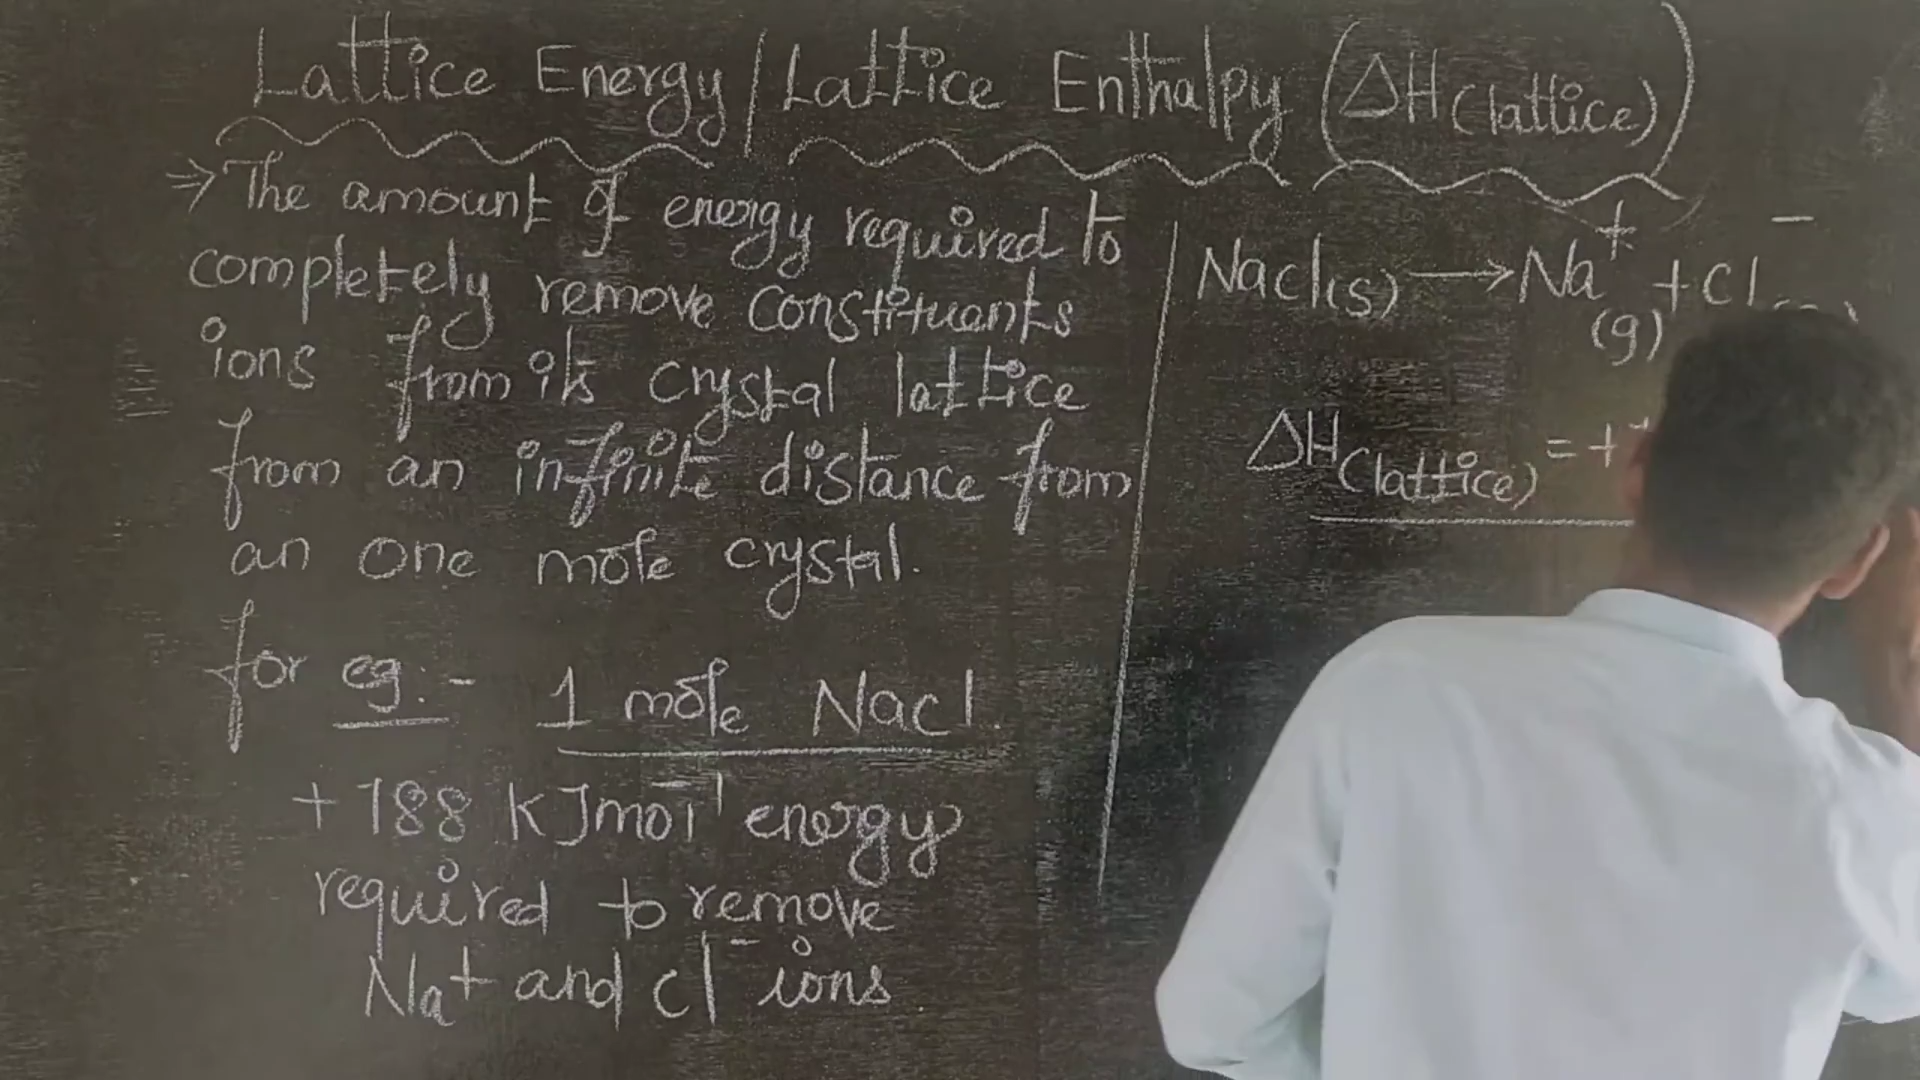 Lattice Energy/Lattice Enthalpy (ΔH(lattice))
⇒ The amount of energy required to
completely remove constituents
ions from its crystal lattice
from an infinite distance from
an one mole crystal.
for eg:- 1 mole Nacl
+788 KJmol⁻¹ energy
required to remove
Na+ and cl⁻ ions
Nacl(s) → Na⁺(g) + Cl⁻
ΔH(lattice) = +